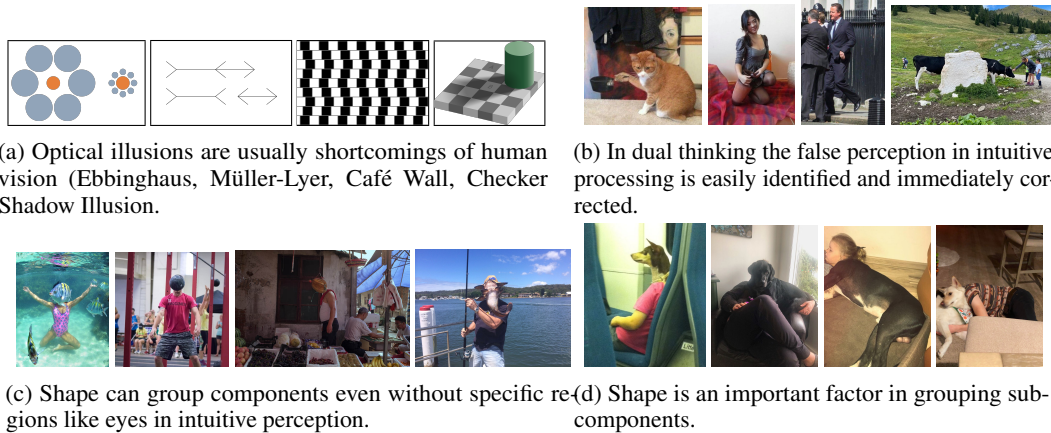 (a) Optical illusions are usually shortcomings of human
vision (Ebbinghaus, Müller-Lyer, Café Wall, Checker
Shadow Illusion.
(b) In dual thinking the false perception in intuitive
processing is easily identified and immediately cor-
rected.
(c) Shape can group components even without specific re-
gions like eyes in intuitive perception.
(d) Shape is an important factor in grouping sub-
components.